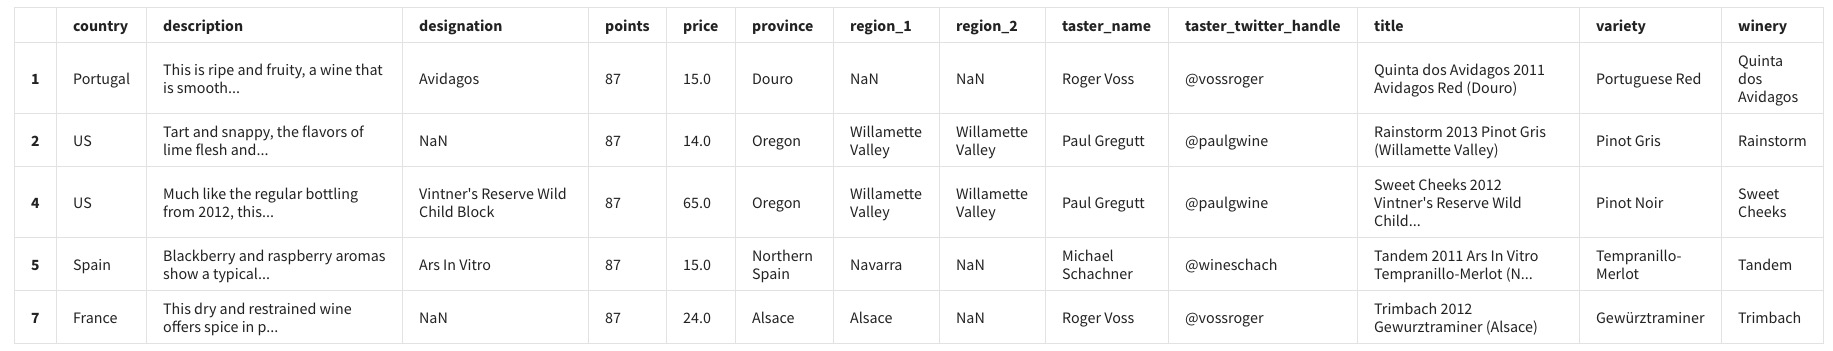 country description designation points price province region_1 region_2 taster_name taster_twitter_handle title variety winery
1 Portugal This is ripe and fruity, a wine that is smooth... Avidagos 87 15.0 Douro NaN NaN Roger Voss @vossroger Quinta dos Avidagos 2011 Avidagos Red (Douro) Portuguese Red Quinta dos Avidagos
2 US Tart and snappy, the flavors of lime flesh and... NaN 87 14.0 Oregon Willamette Valley Willamette Valley Paul Gregutt @paulgwine Rainstorm 2013 Pinot Gris (Willamette Valley) Pinot Gris Rainstorm
4 US Much like the regular bottling from 2012, this... Vintner's Reserve Wild Child Block 87 65.0 Oregon Willamette Valley Willamette Valley Paul Gregutt @paulgwine Sweet Cheeks 2012 Vintner's Reserve Wild Child... Pinot Noir Sweet Cheeks
5 Spain Blackberry and raspberry aromas show a typical... Ars In Vitro 87 15.0 Northern Spain Navarra NaN Michael Schachner @wineschach Tandem 2011 Ars In Vitro Tempranillo-Merlot (N... Tempranillo-Merlot Tandem
7 France This dry and restrained wine offers spice in p... NaN 87 24.0 Alsace Alsace NaN Roger Voss @vossroger Trimbach 2012 Gewurztraminer (Alsace) Gewürztraminer Trimbach